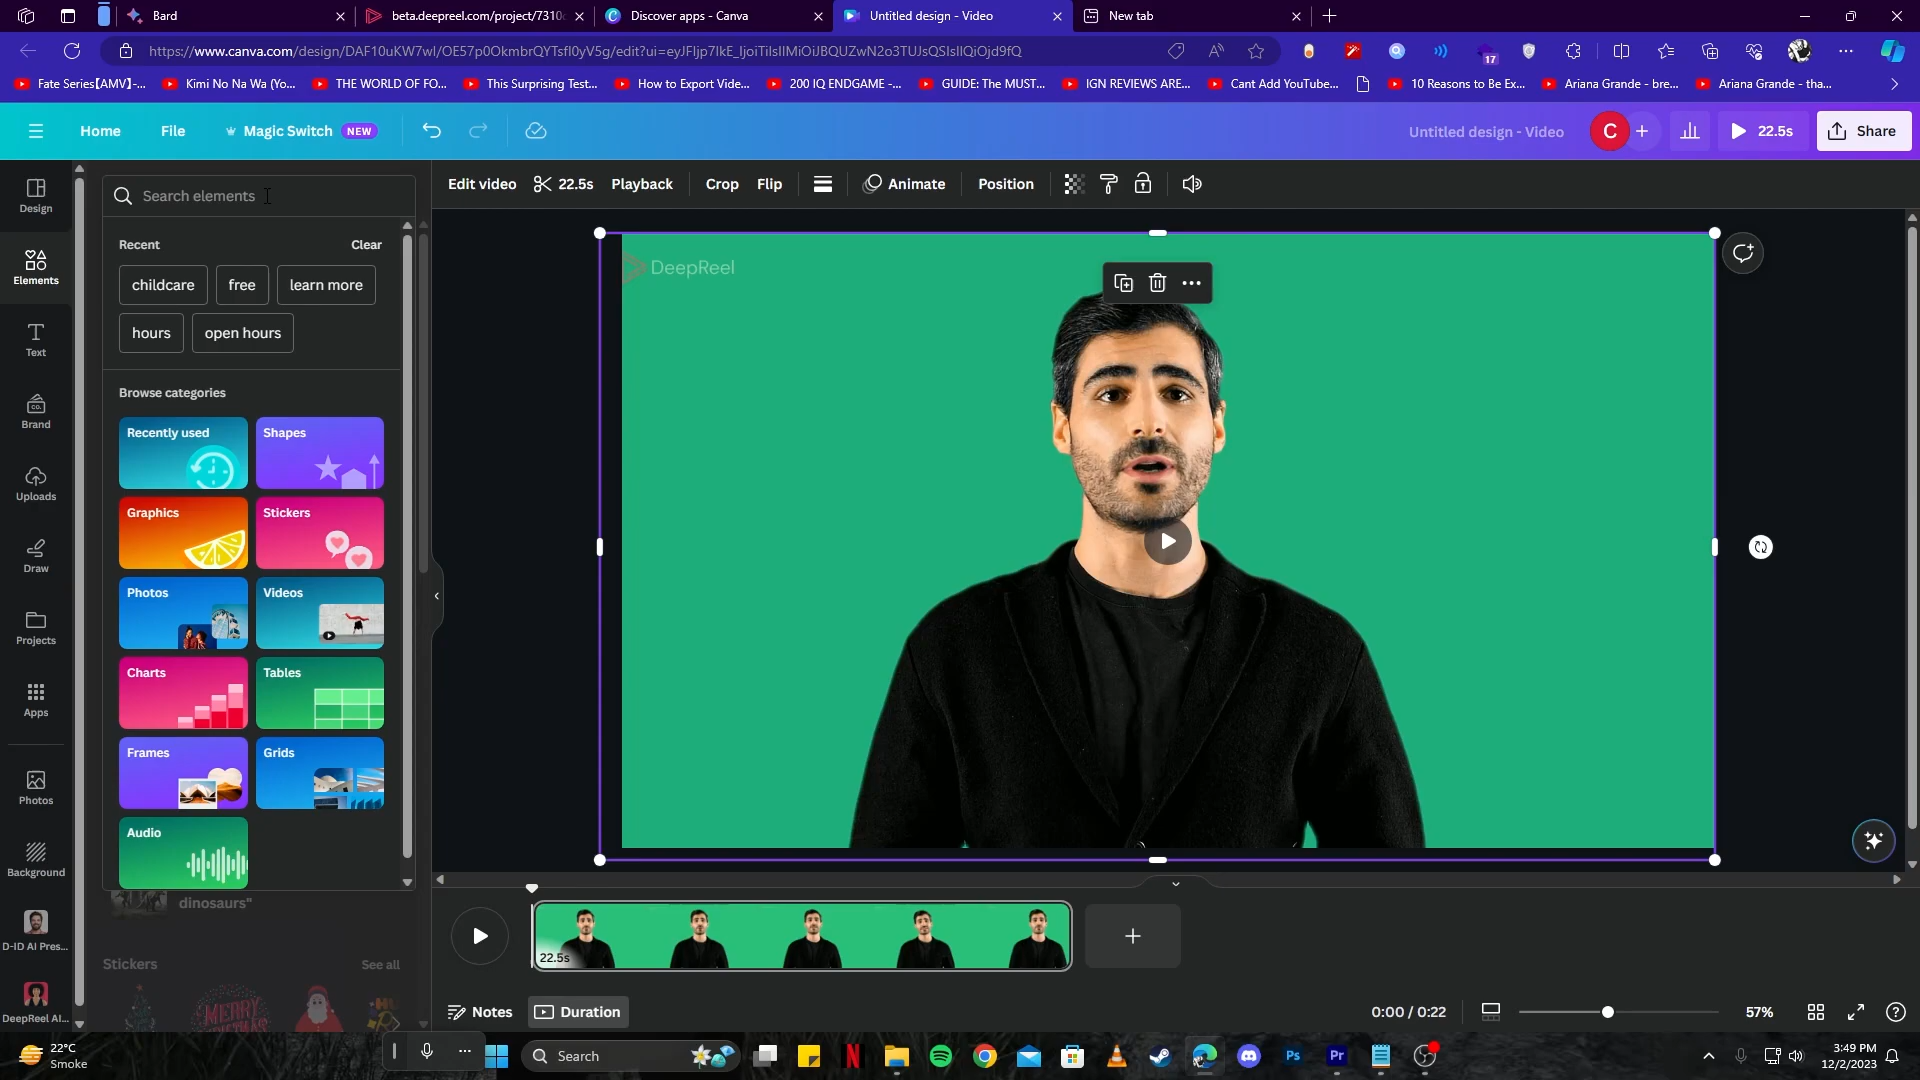 Bard
beta.deepreel.com/project/7310
Discover apps - Canva
Untitled design - Video
New tab
https://www.canva.com/design/DAF10uKW7wI/OE57p0OkmbrQYTsfI0yV5g/edit?ui=eyJFIjp7IkE_IjoiTiIsIlIMiOiJBQUZwN2o3TUJsQSIsIlIQiOjd9fQ
17
Fate Series【AMV】-...
Kimi No Na Wa (Yo...
THE WORLD OF FO...
This Surprising Test...
How to Export Vide...
200 IQ ENDGAME -...
GUIDE: The MUST...
IGN REVIEWS ARE...
Cant Add YouTube...
10 Reasons to Be Ex...
Ariana Grande - bre...
Ariana Grande - tha...
Home
File
Magic Switch NEW
Untitled design - Video
C
22.5s
Share
Design
Elements
Text
Brand
Uploads
Draw
Projects
Apps
Photos
Background
D-ID AI Pres...
DeepReel AI...
Search elements
Recent
Clear
childcare
free
learn more
hours
open hours
Browse categories
Recently used
Shapes
Graphics
Stickers
Photos
Videos
Charts
Tables
Frames
Grids
Audio
dinosaurs"
Stickers
See all
MERRY
Edit video
22.5s
Playback
Crop
Flip
Animate
Position
DeepReel
22.5s
Notes
Duration
0:00 / 0:22
57%
22°C
Smoke
Search
Ps
Pr
3:49 PM
12/2/2023